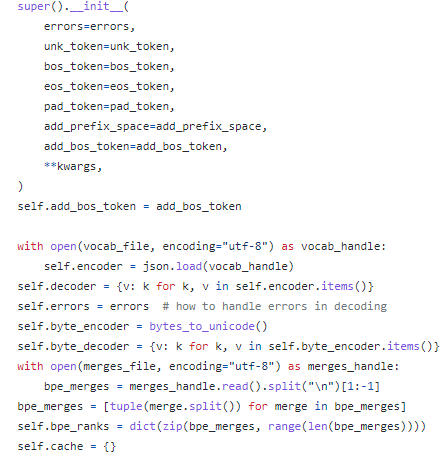 super().__init__(
    errors=errors,
    unk_token=unk_token,
    bos_token=bos_token,
    eos_token=eos_token,
    pad_token=pad_token,
    add_prefix_space=add_prefix_space,
    add_bos_token=add_bos_token,
    **kwargs,
)
self.add_bos_token = add_bos_token

with open(vocab_file, encoding="utf-8") as vocab_handle:
    self.encoder = json.load(vocab_handle)
self.decoder = {v: k for k, v in self.encoder.items()}
self.errors = errors  # how to handle errors in decoding
self.byte_encoder = bytes_to_unicode()
self.byte_decoder = {v: k for k, v in self.byte_encoder.items()}
with open(merges_file, encoding="utf-8") as merges_handle:
    bpe_merges = merges_handle.read().split("\n")[1:-1]
bpe_merges = [tuple(merge.split()) for merge in bpe_merges]
self.bpe_ranks = dict(zip(bpe_merges, range(len(bpe_merges))))
self.cache = {}